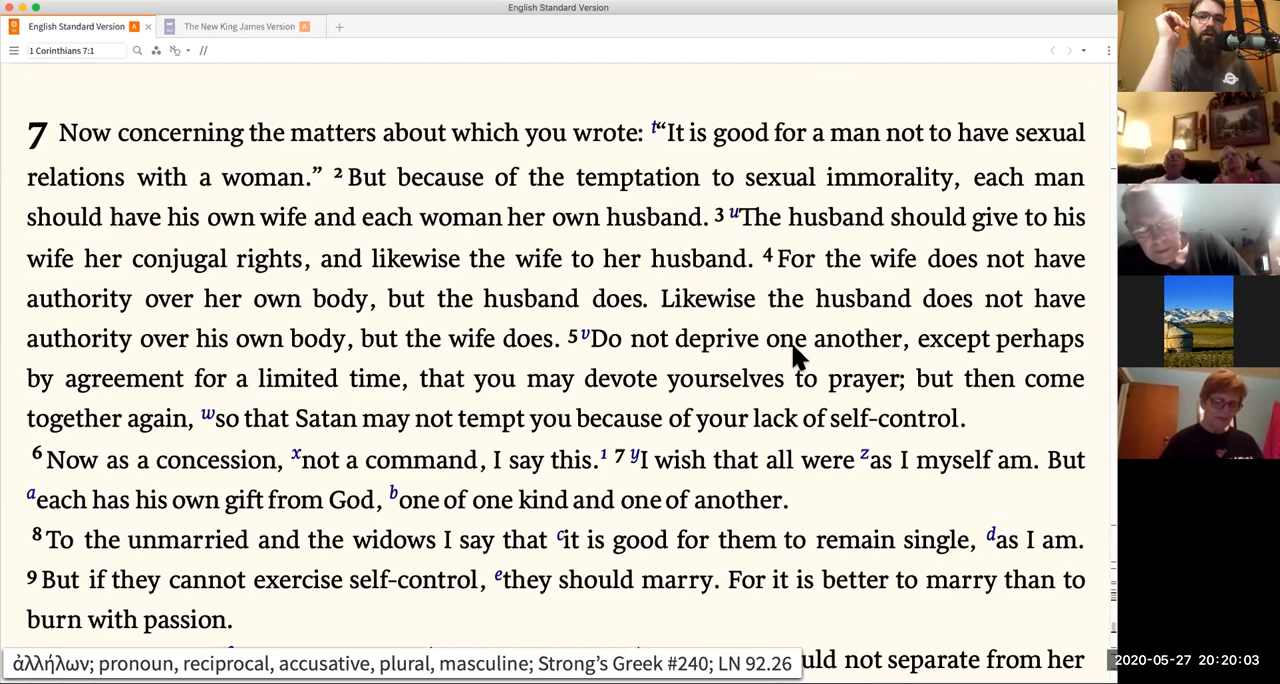 English Standard Version
English Standard Version A ×
The New King James Version A +
1 Corinthians 7:1 //
7 Now concerning the matters about which you wrote: t“It is good for a man not to have sexual
relations with a woman.” 2 But because of the temptation to sexual immorality, each man
should have his own wife and each woman her own husband. 3 uThe husband should give to his
wife her conjugal rights, and likewise the wife to her husband. 4 For the wife does not have
authority over her own body, but the husband does. Likewise the husband does not have
authority over his own body, but the wife does. 5 vDo not deprive one another, except perhaps
by agreement for a limited time, that you may devote yourselves to prayer; but then come
together again, wso that Satan may not tempt you because of your lack of self-control.
6 Now as a concession, xnot a command, I say this.1 7 yI wish that all were zas I myself am. But
aeach has his own gift from God, bone of one kind and one of another.
8 To the unmarried and the widows I say that cit is good for them to remain single, das I am.
9 But if they cannot exercise self-control, ethey should marry. For it is better to marry than to
burn with passion.
ἀλλήλων; pronoun, reciprocal, accusative, plural, masculine; Strong’s Greek #240; LN 92.26
uld not separate from her
2020-05-27 20:20:03